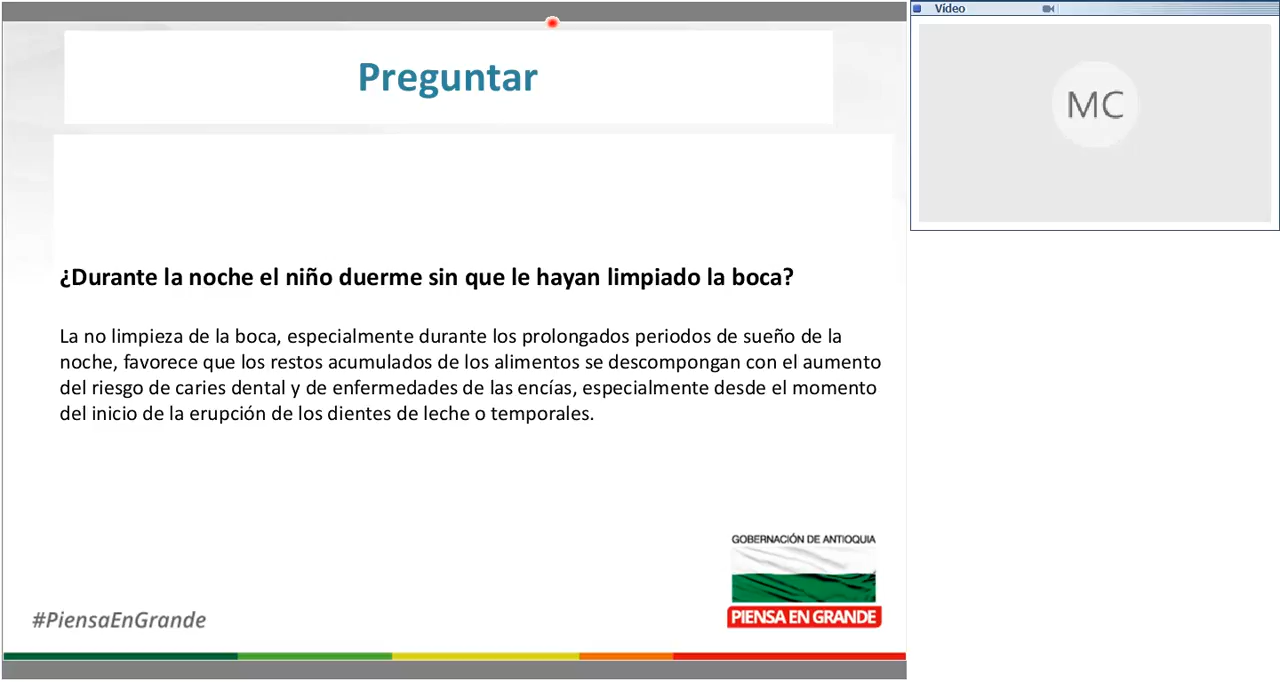 Preguntar
¿Durante la noche el niño duerme sin que le hayan limpiado la boca?
La no limpieza de la boca, especialmente durante los prolongados periodos de sueño de la
noche, favorece que los restos acumulados de los alimentos se descompongan con el aumento
del riesgo de caries dental y de enfermedades de las encías, especialmente desde el momento
del inicio de la erupción de los dientes de leche o temporales.
GOBERNACIÓN DE ANTIOQUIA
PIENSA EN GRANDE
#PiensaEnGrande
Vídeo
MC